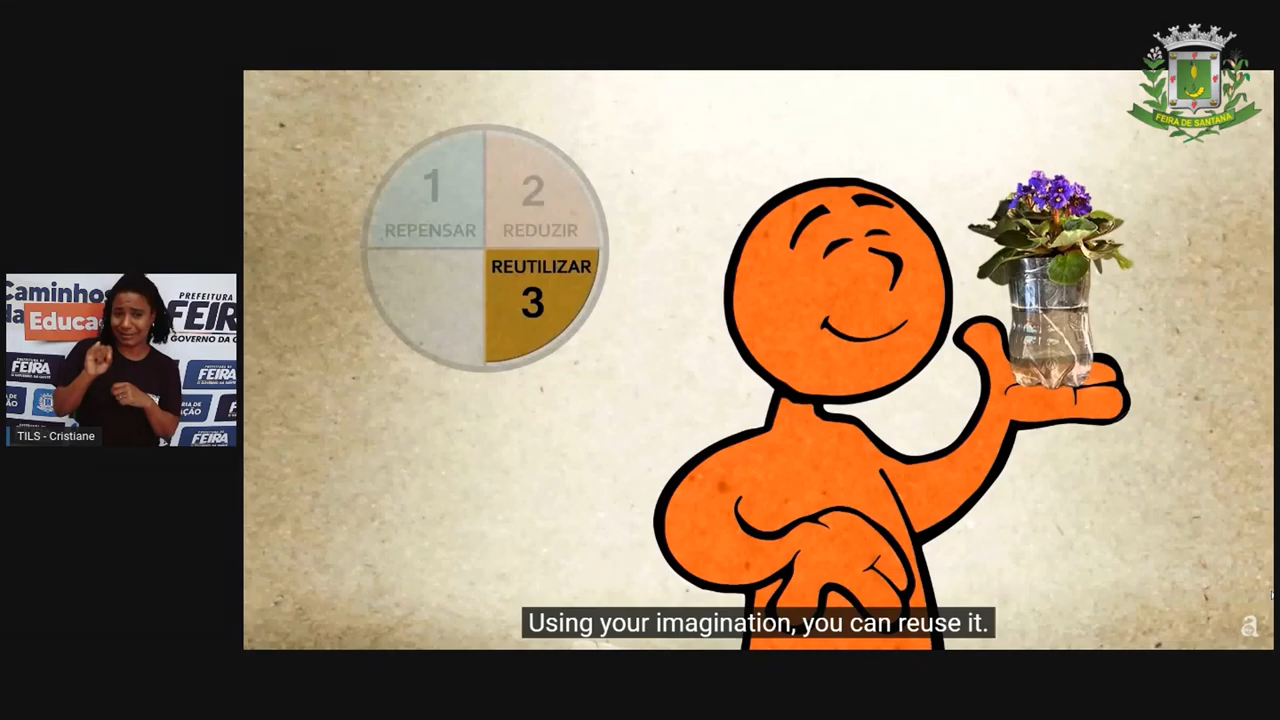 FEIRA DE SANTANA
1
2
REPENSAR
REDUZIR
REUTILIZAR
3
Caminhos
da
Educa
PREFEITURA
FEIR
GOVERNO DA
FEIRA
FEIRA
FEIRA
TILS - Cristiane
Using your imagination, you can reuse it.
a